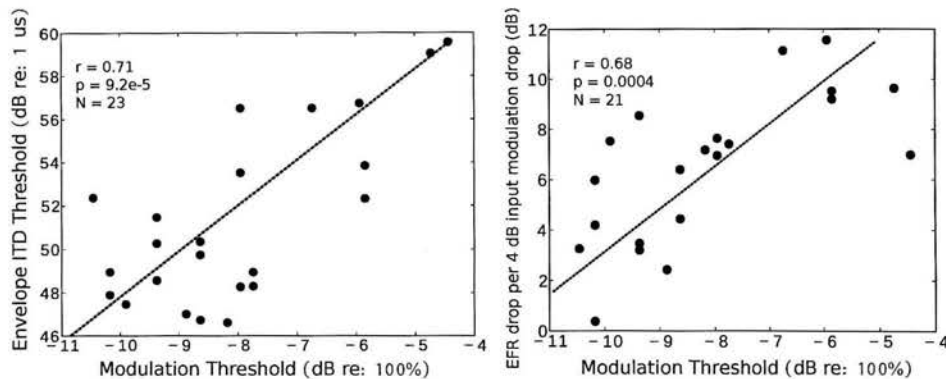 Envelope ITD Threshold (dB re: 1 us)
60
58
56
54
52
50
48
46
r = 0.71
p = 9.2e-5
N = 23
−11 −10 −9 −8 −7 −6 −5 −4
Modulation Threshold (dB re: 100%)
EFR drop per 4 dB input modulation drop (dB)
12
10
8
6
4
2
0
r = 0.68
p = 0.0004
N = 21
−11 −10 −9 −8 −7 −6 −5 −4
Modulation Threshold (dB re: 100%)